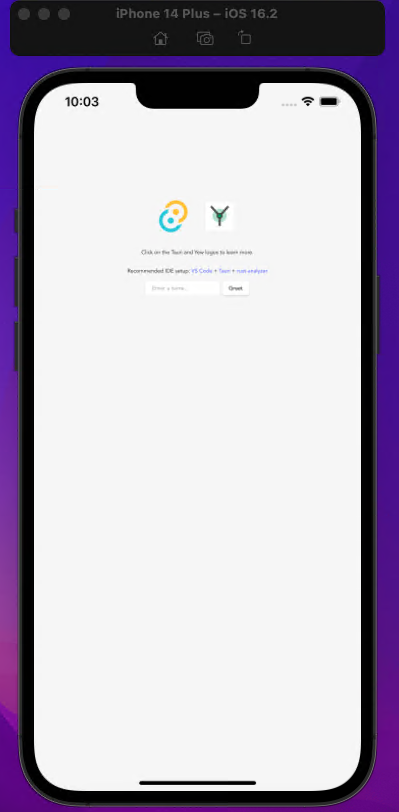 iPhone 14 Plus – iOS 16.2
10:03
Click on the Tauri and Yew logos to learn more.
Recommended IDE setup: VS Code + Tauri + rust-analyzer
Enter a name...
Greet